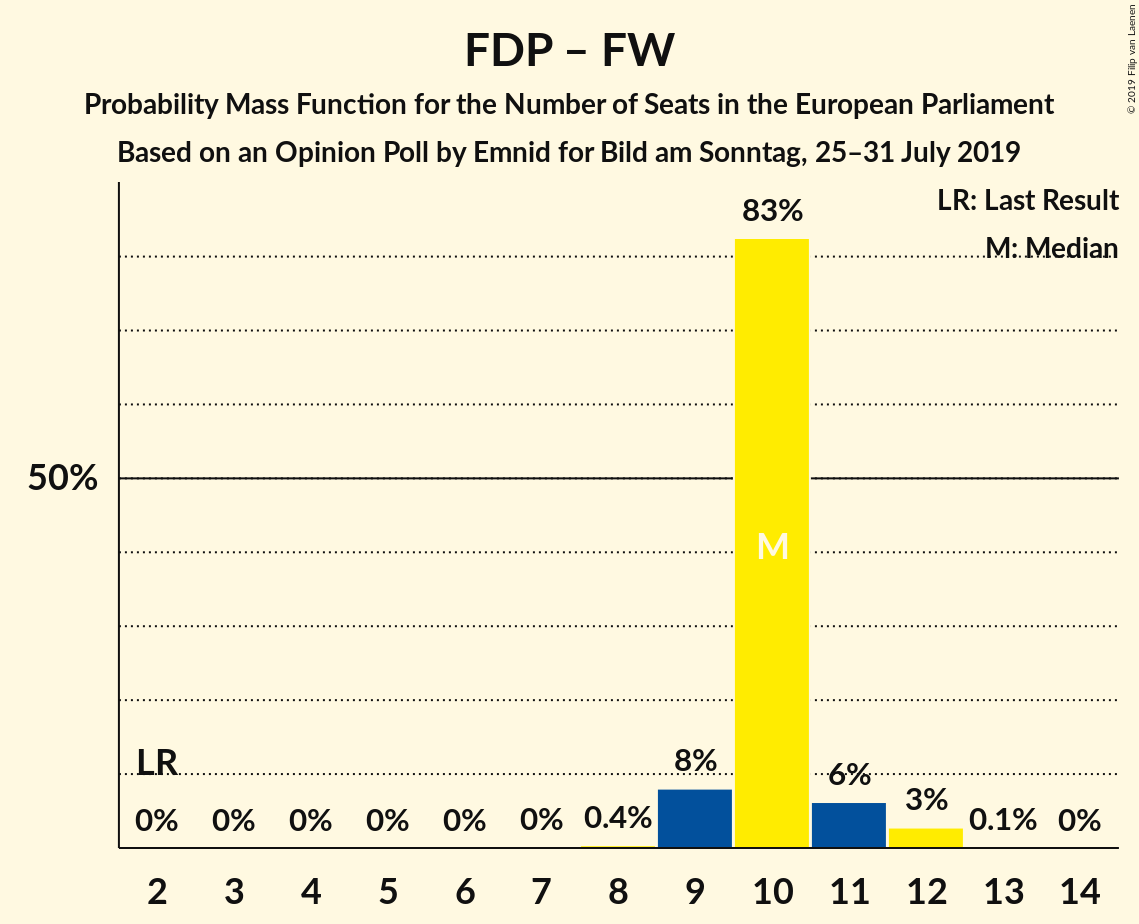 FDP – FW
Probability Mass Function for the Number of Seats in the European Parliament
Based on an Opinion Poll by Emnid for Bild am Sonntag, 25–31 July 2019
© 2019 Filip van Laenen
LR: Last Result
M: Median
83%
50%
M
LR
8%
6%
3%
0% 0% 0% 0% 0% 0% 0.4% 0.1% 0%
2 3 4 5 6 7 8 9 10 11 12 13 14